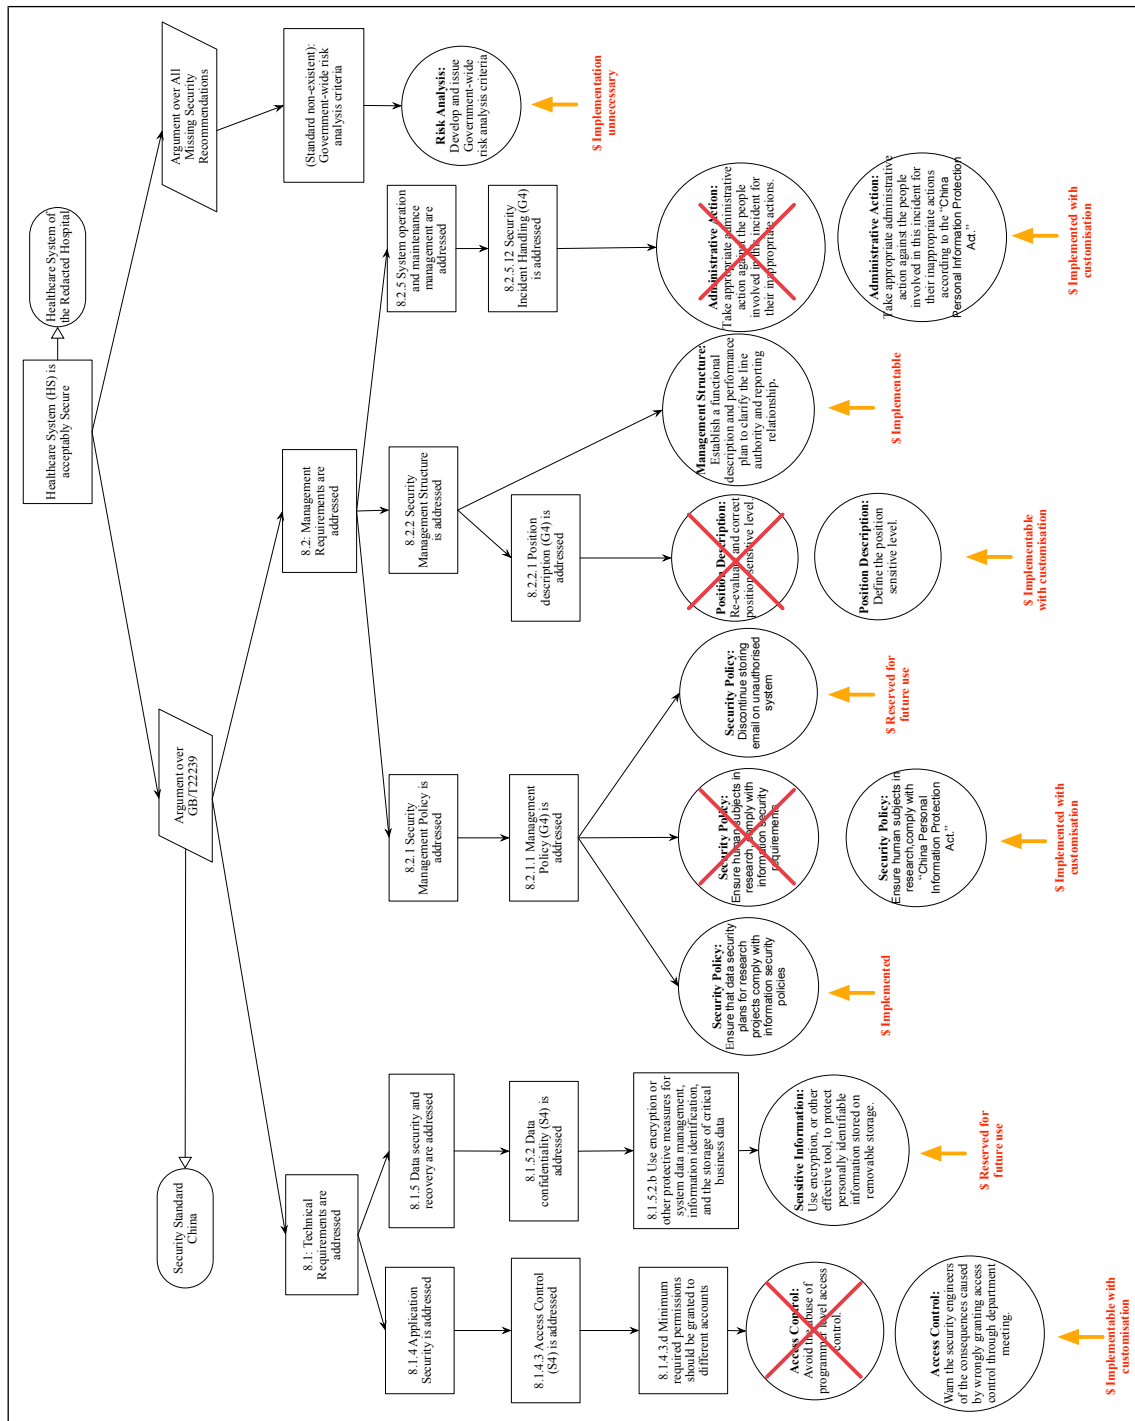 Healthcare System (HS) is
acceptably Secure
Healthcare System of
the Redacted Hospital
Security Standard
China
Argument over
GB/T22239
Argument over All
Missing Security
Recommendations
8.1: Technical
Requirements are
addressed
8.2: Management
Requirements are
addressed
(Standard non-existent):
Government-wide risk
analysis criteria
8.1.4 Application
Security is addressed
8.1.5 Data security and
recovery are addressed
8.2.1 Security
Management Policy is
addressed
8.2.2 Security
Management Structure
is addressed
8.2.5 System operation
and maintenance
management are
addressed
Risk Analysis:
Develop and issue
Government-wide
risk analysis criteria
$ Implementation
unnecessary
8.1.4.3 Access Control
(S4) is addressed
8.1.5.2 Data
confidentiality (S4) is
addressed
8.2.1.1 Management
Policy (G4) is
addressed
8.2.2.1 Position
description (G4) is
addressed
8.2.5.12 Security
Incident Handling (G4)
is addressed
8.1.4.3.d Minimum
required permissions
should be granted to
different accounts
8.1.5.2.b Use encryption or
other protective measures for
system data management,
information identification,
and the storage of critical
business data
Access Control:
Avoid the abuse of
programmer level access
control.
Sensitive Information:
Use encryption, or other
effective tool, to protect
personally identifiable
information stored on
removable storage.
Security Policy:
Ensure that data security
plans for research
projects comply with
information security
policies
Security Policy:
Ensure human subjects in
research, comply with
information security
requirements
Security Policy:
Discontinue storing
email on unauthorised
system
Position Description:
Re-evaluate and correct
position sensitive level.
Management Structure:
Establish a functional
description and performance
plan to clarify the line
authority and reporting
relationship.
Administrative Action:
Take appropriate administrative
action against the people
involved in this incident for
their inappropriate actions.
Access Control:
Warn the security engineers
of the consequences caused
by wrongly granting access
control through department
meeting.
$ Reserved for
future use
$ Implemented
Security Policy:
Ensure human subjects in
research,comply with
“China Personal
Information Protection
Act.”
$ Reserved for
future use
Position Description:
Define the position
sensitive level.
$ Implementable
Administrative Action:
Take appropriate administrative
action against the people
involved in this incident for
their inappropriate actions
according to the “China
Personal Information Protection
Act.”
$ Implementable with
customisation
$ Implemented with
customisation
$ Implementable
with customisation
$ Implemented with
customisation